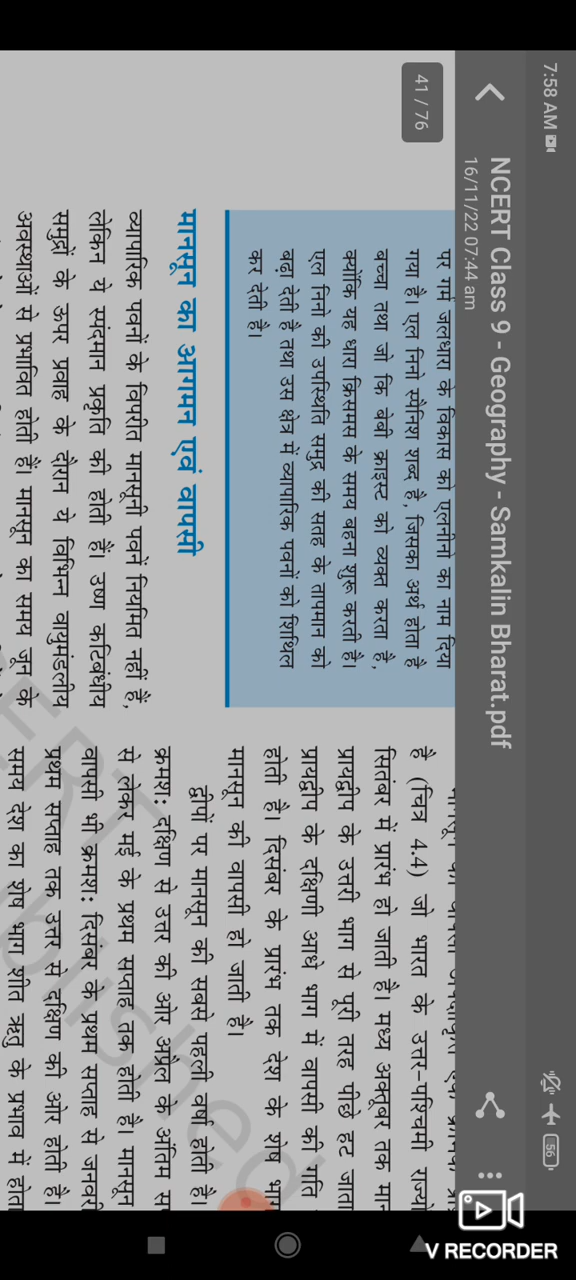 7:58 AM
56
NCERT Class 9 - Geography - Samkalin Bharat.pdf
16/11/22 07:44 am
41 / 76
पर गर्म जलधारा के विकास को एलनीनो का नाम दिया
गया है। एल निनो स्पैनिश शब्द है, जिसका अर्थ होता है
बच्चा तथा जो कि बेबी क्राइस्ट को व्यक्त करता है,
क्योंकि यह धारा क्रिसमस के समय बहना शुरू करती है।
एल निनो की उपस्थिति समुद्र की सतह के तापमान को
बढ़ा देती है तथा उस क्षेत्र में व्यापारिक पवनों को शिथिल
कर देती है।
मानसून का आगमन एवं वापसी
व्यापारिक पवनों के विपरीत मानसूनी पवनें नियमित नहीं हैं,
लेकिन ये स्पंदमान प्रकृति की होती हैं। उष्ण कटिबंधीय
समुद्रों के ऊपर प्रवाह के दौरान ये विभिन्न वायुमंडलीय
अवस्थाओं से प्रभावित होती हैं। मानसून का समय जून के
है (चित्र 4.4) जो भारत के उत्तर-पश्चिमी राज्यों
सितंबर में प्रारंभ हो जाती है। मध्य अक्तूबर तक मान
प्रायद्वीप के उत्तरी भाग से पूरी तरह पीछे हट जाता
प्रायद्वीप के दक्षिणी आधे भाग में वापसी की गति
होती है। दिसंबर के प्रारंभ तक देश के शेष भाग
मानसून की वापसी हो जाती है।
द्वीपों पर मानसून की सबसे पहली वर्षा होती है।
क्रमश: दक्षिण से उत्तर की ओर अप्रैल के अंतिम स
से लेकर मई के प्रथम सप्ताह तक होती है। मानसून
वापसी भी क्रमश: दिसंबर के प्रथम सप्ताह से जनवरी
प्रथम सप्ताह तक उत्तर से दक्षिण की ओर होती है।
समय देश का शेष भाग शीत ऋतु के प्रभाव में होता
V RECORDER